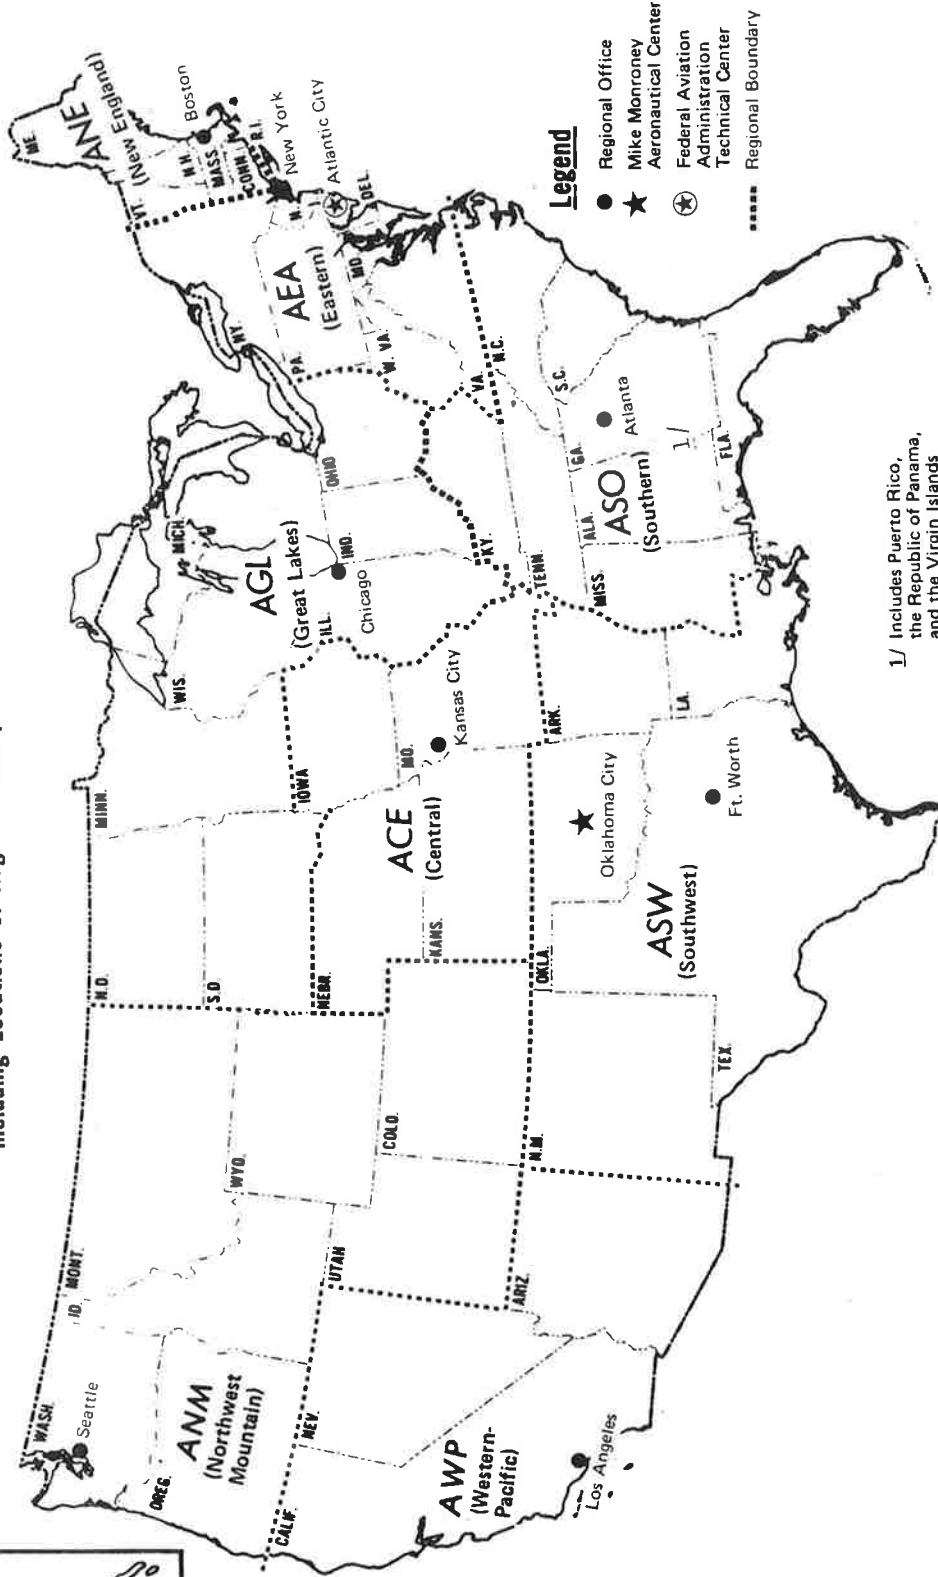 Including Locations of
WASH.
Seattle
MONT.
ID.
OREG.
ANM
(Northwest
Mountain)
WYO.
N.D.
S.D.
MINN.
WIS.
MICH.
AGL
(Great Lakes)
ILL.
IND.
OHIO
Chicago
IOWA
NEBR.
ACE
(Central)
MO.
Kansas City
KANS.
CALIF.
NEV.
UTAH
COLO.
AWP
(Western-
Pacific)
Los Angeles
ARIZ.
N.M.
OKLA.
Oklahoma City
ARK.
ASW
(Southwest)
Ft. Worth
TEX.
LA.
ME.
ANE
(New England)
VT.
N.H.
MASS.
Boston
CONN.
R.I.
N.Y.
New York
PA.
N.J.
AEA
(Eastern)
Atlantic City
MD.
DEL.
W. VA.
VA.
KY.
TENN.
N.C.
S.C.
MISS.
ALA.
GA.
ASO
(Southern)
Atlanta
1/
FLA.
Legend
Regional Office
Mike Monroney
Aeronautical Center
Federal Aviation
Administration
Technical Center
Regional Boundary
1/ Includes Puerto Rico,
the Republic of Panama,
and the Virgin Islands